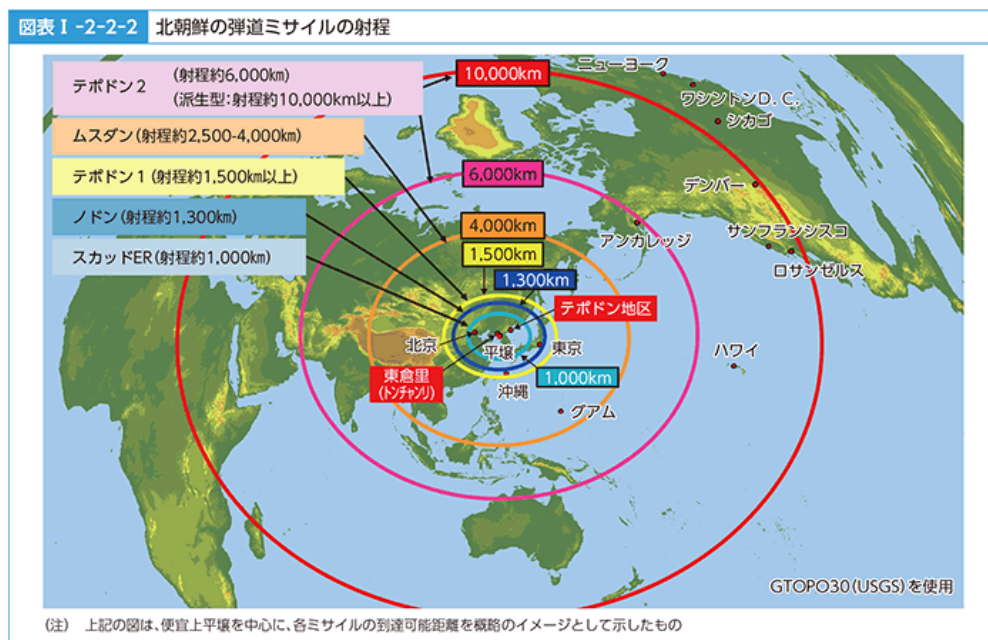 図表Ⅰ-2-2-2 北朝鮮の弾道ミサイルの射程
テポドン2 (射程約6,000km)
(派生型:射程約10,000km以上)
ムスダン(射程約2,500-4,000km)
テポドン1(射程約1,500km以上)
ノドン(射程約1,300km)
スカッドER(射程約1,000km)
10,000km
6,000km
4,000km
1,500km
1,300km
1,000km
ニューヨーク
ワシントンD.C.
シカゴ
デンバー
アンカレッジ
サンフランシスコ
ロサンゼルス
テポドン地区
北京
平壌
東京
東倉里
(トンチャンリ)
沖縄
ハワイ
グアム
GTOPO30(USGS)を使用
(注) 上記の図は、便宜上平壌を中心に、各ミサイルの到達可能距離を概略のイメージとして示したもの